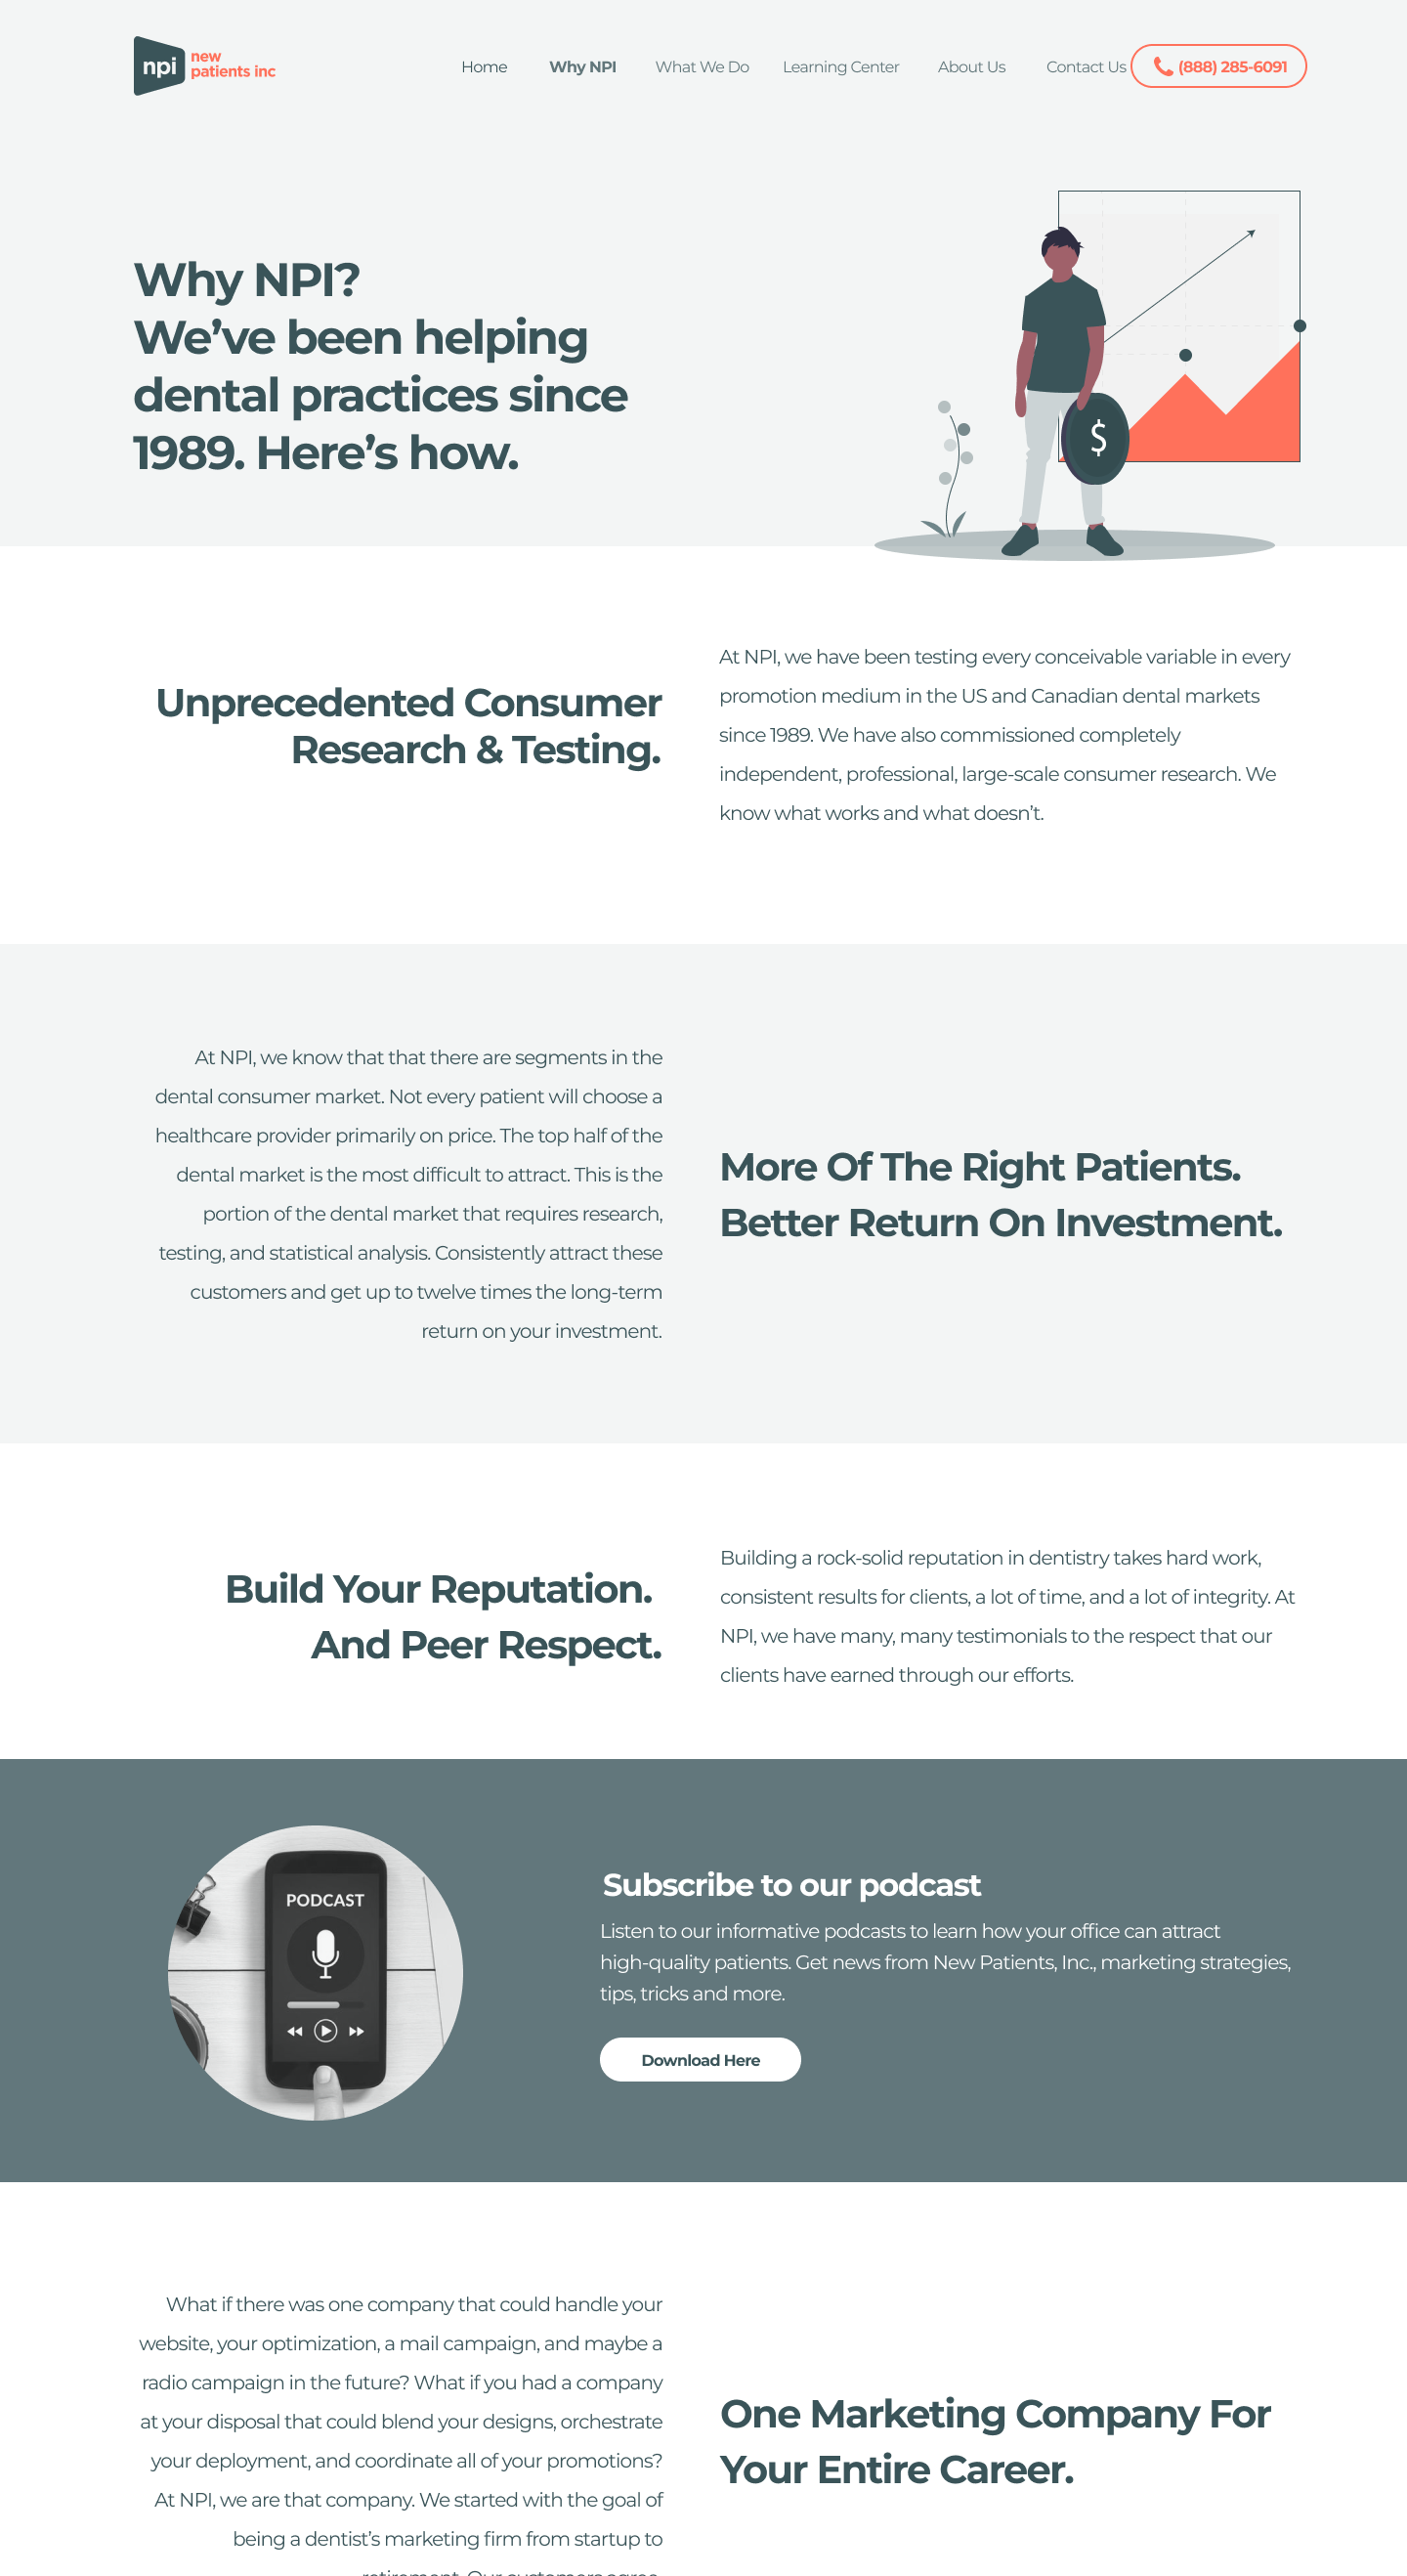 npi new
patients inc
Home Why NPI What We Do Learning Center About Us Contact Us (888) 285-6091
Why NPI?
We’ve been helping
dental practices since
1989. Here’s how.
$
Unprecedented Consumer
Research & Testing.
At NPI, we have been testing every conceivable variable in every
promotion medium in the US and Canadian dental markets
since 1989. We have also commissioned completely
independent, professional, large-scale consumer research. We
know what works and what doesn’t.
At NPI, we know that that there are segments in the
dental consumer market. Not every patient will choose a
healthcare provider primarily on price. The top half of the
dental market is the most difficult to attract. This is the
portion of the dental market that requires research,
testing, and statistical analysis. Consistently attract these
customers and get up to twelve times the long-term
return on your investment.
More Of The Right Patients.
Better Return On Investment.
Build Your Reputation.
And Peer Respect.
Building a rock-solid reputation in dentistry takes hard work,
consistent results for clients, a lot of time, and a lot of integrity. At
NPI, we have many, many testimonials to the respect that our
clients have earned through our efforts.
PODCAST
Subscribe to our podcast
Listen to our informative podcasts to learn how your office can attract
high-quality patients. Get news from New Patients, Inc., marketing strategies,
tips, tricks and more.
Download Here
What if there was one company that could handle your
website, your optimization, a mail campaign, and maybe a
radio campaign in the future? What if you had a company
at your disposal that could blend your designs, orchestrate
your deployment, and coordinate all of your promotions?
At NPI, we are that company. We started with the goal of
being a dentist’s marketing firm from startup to
retirement. Our customers agree.
One Marketing Company For
Your Entire Career.